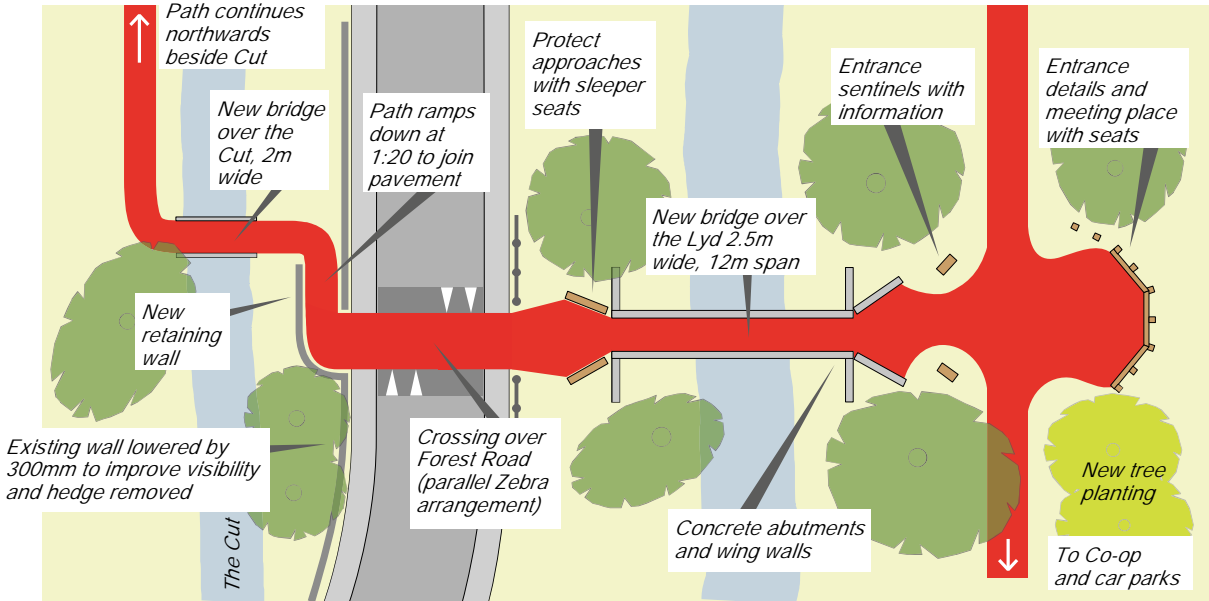 Path continues
northwards
beside Cut
New bridge
over the
Cut, 2m
wide
Path ramps
down at
1:20 to join
pavement
Protect
approaches
with sleeper
seats
Entrance
sentinels with
information
Entrance
details and
meeting place
with seats
New bridge over
the Lyd 2.5m
wide, 12m span
New
retaining
wall
Existing wall lowered by
300mm to improve visibility
and hedge removed
The Cut
Crossing over
Forest Road
(parallel Zebra
arrangement)
Concrete abutments
and wing walls
New tree
planting
To Co-op
and car parks